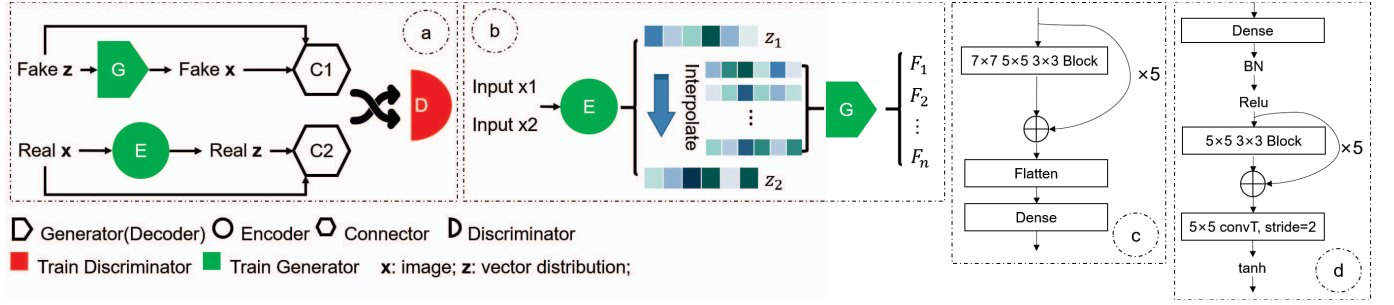 a
Fake z
G
Fake x
C1
D
Real x
E
Real z
C2
Generator(Decoder)
Encoder
Connector
Discriminator
Train Discriminator
Train Generator
x: image; z: vector distribution;
b
Input x1
Input x2
E
z1
Interpolate
⋮
z2
G
F1
F2
⋮
Fn
7×7 5×5 3×3 Block
×5
Flatten
Dense
c
Dense
BN
Relu
5×5 3×3 Block
×5
5×5 convT, stride=2
tanh
d